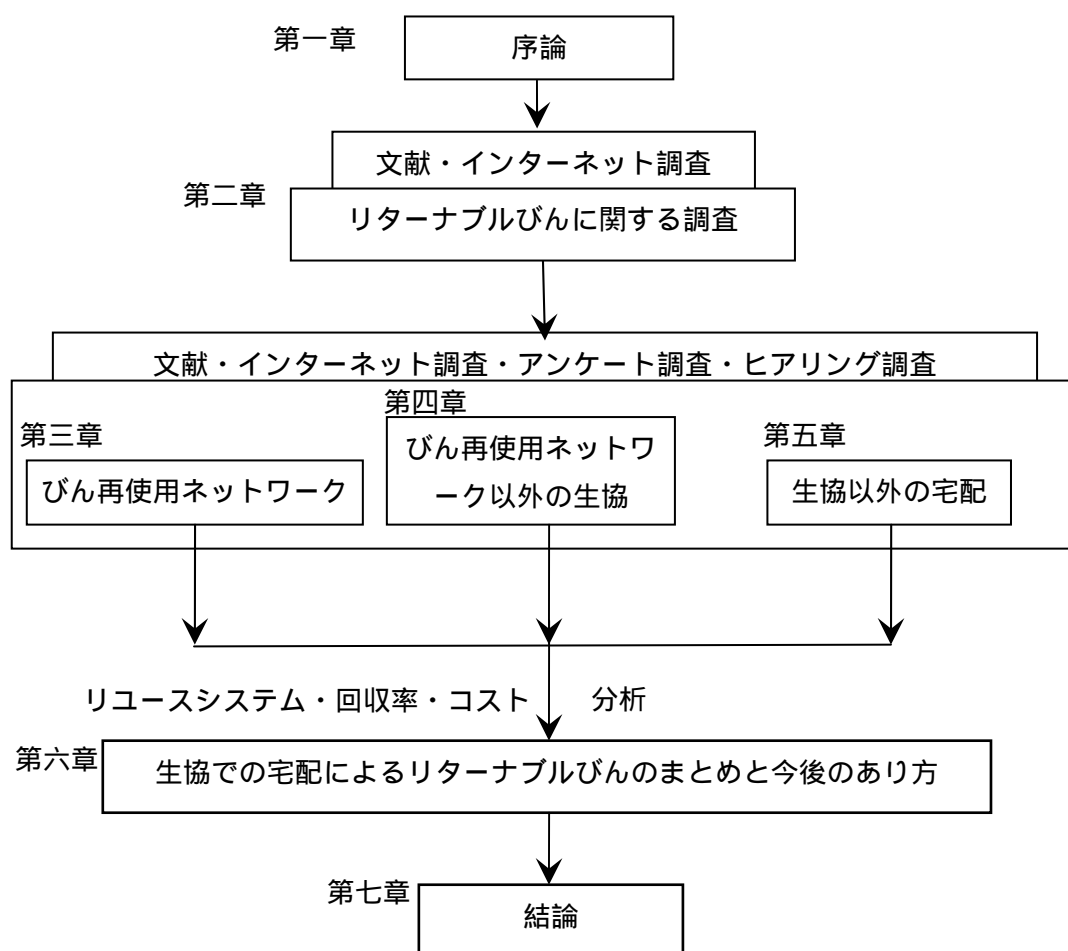 第一章
序論
文献・インターネット調査
第二章
リターナブルびんに関する調査
文献・インターネット調査・アンケート調査・ヒアリング調査
第三章
びん再使用ネットワーク
第四章
びん再使用ネットワ
ーク以外の生協
第五章
生協以外の宅配
リユースシステム・回収率・コスト
分析
第六章
生協での宅配によるリターナブルびんのまとめと今後のあり方
第七章
結論